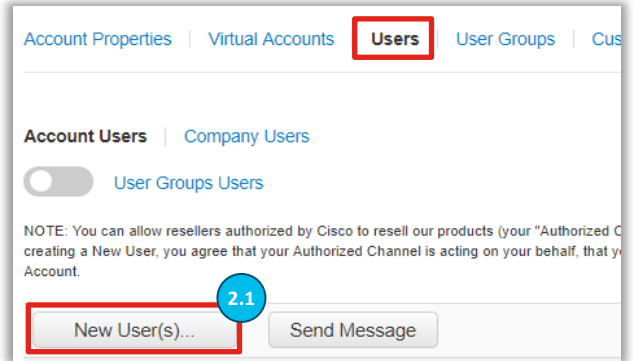 Account Properties | Virtual Accounts | Users | User Groups | Cus
Account Users | Company Users
User Groups Users
NOTE: You can allow resellers authorized by Cisco to resell our products (your "Authorized C
creating a New User, you agree that your Authorized Channel is acting on your behalf, that y
Account.
2.1
New User(s)... Send Message